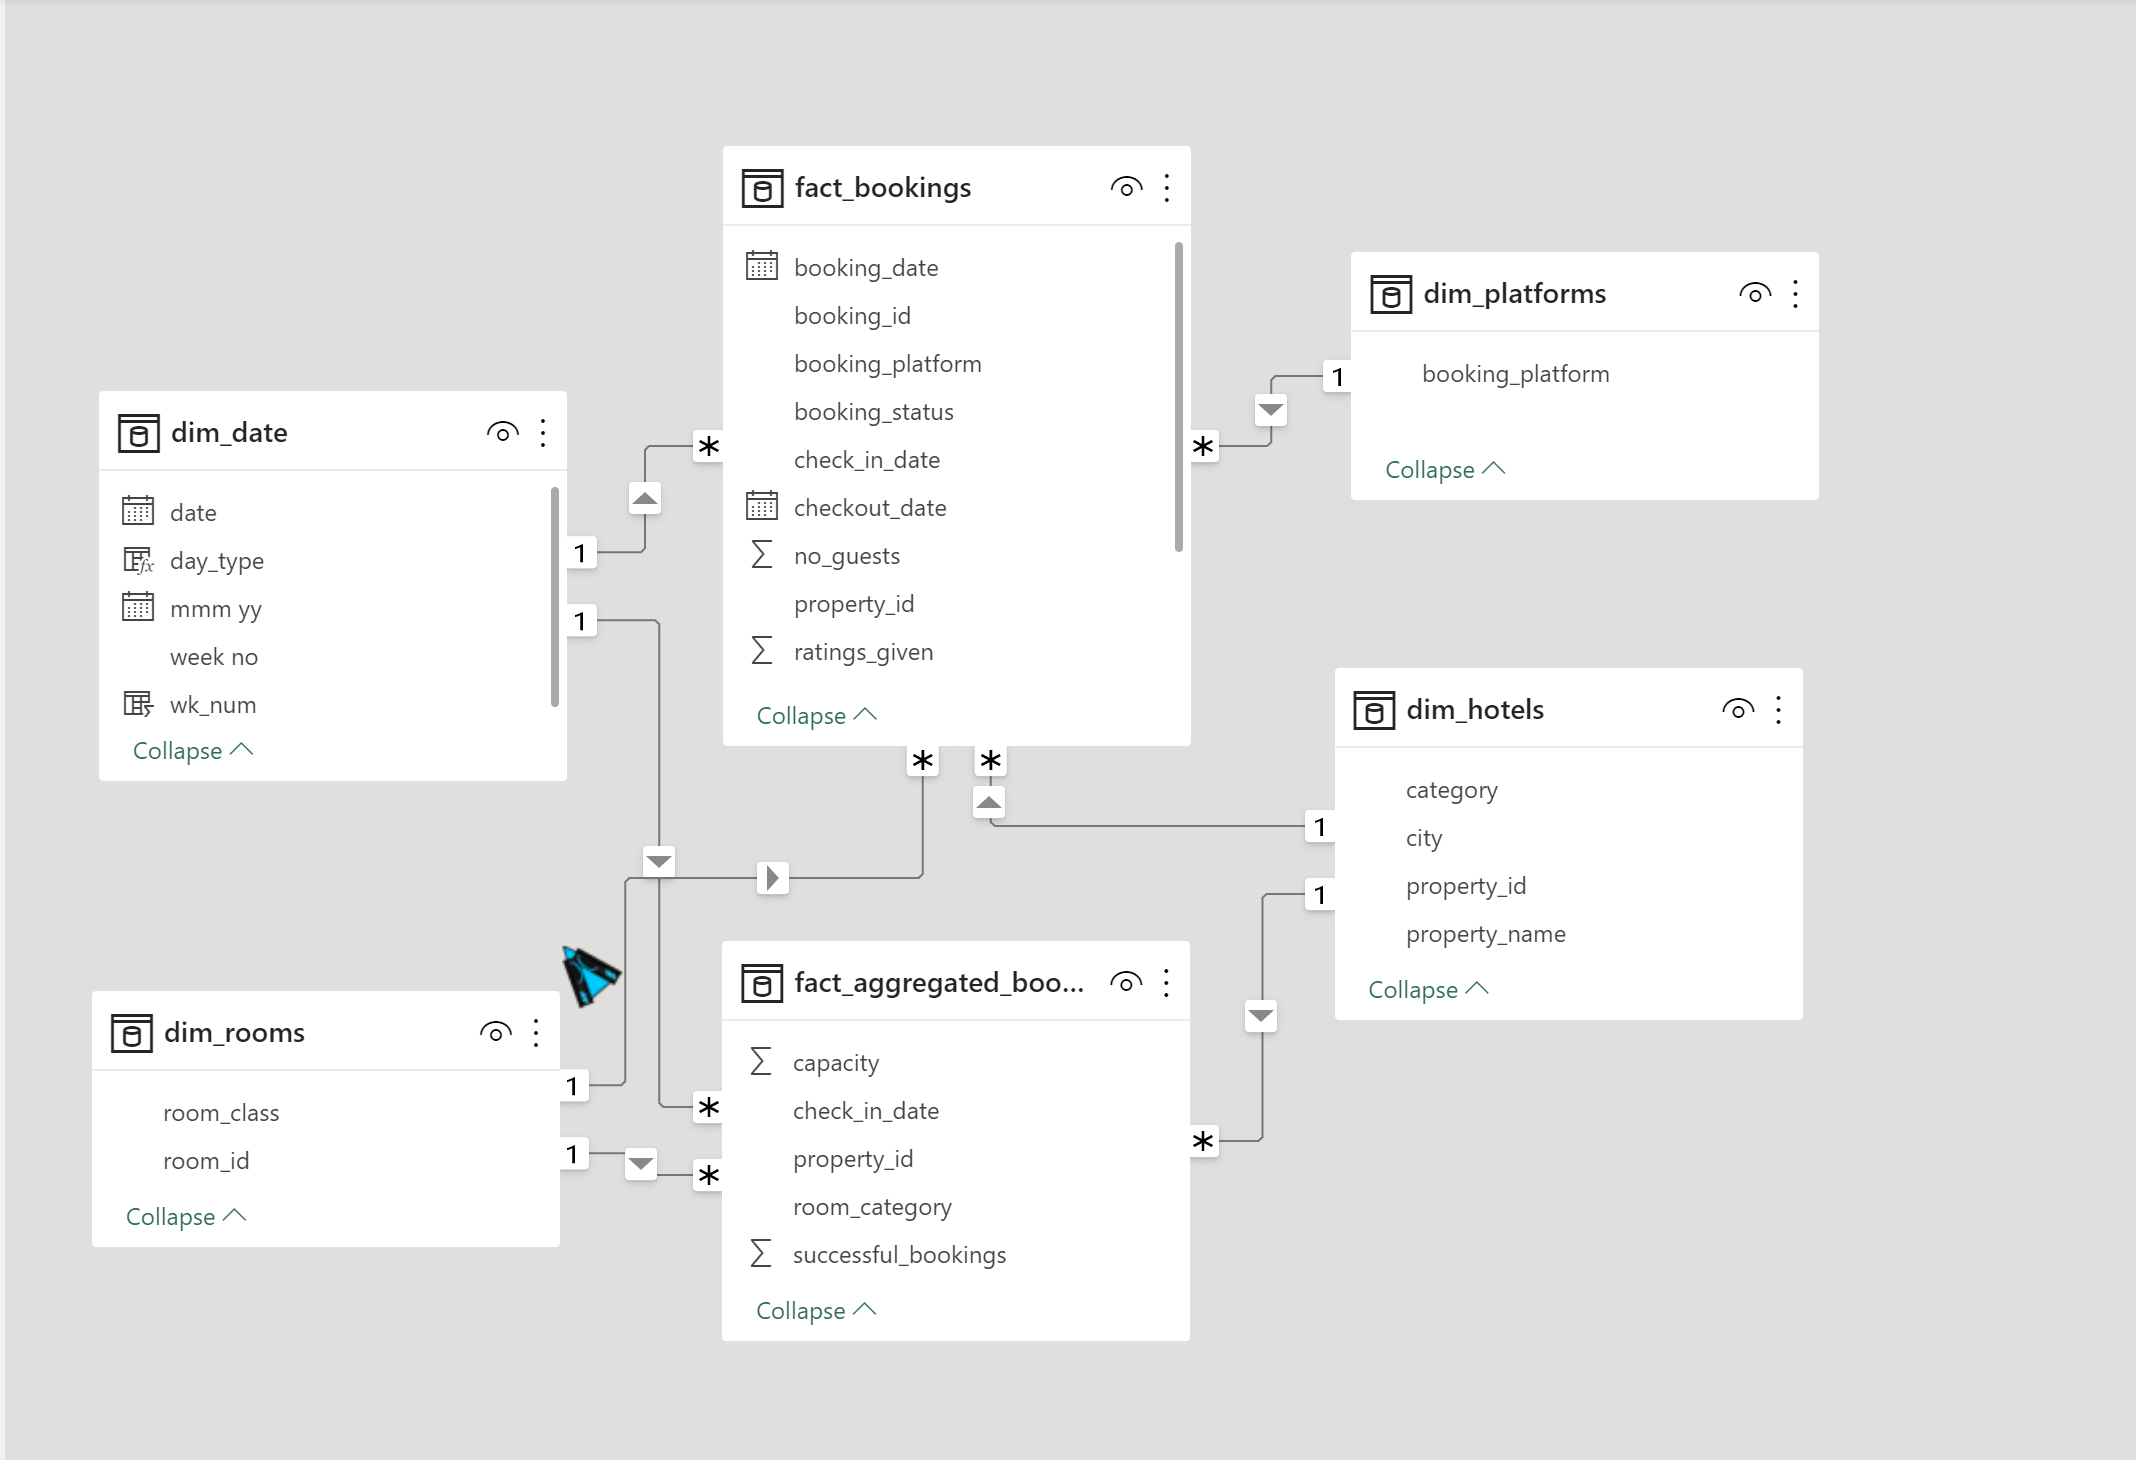 fact_bookings
booking_date
booking_id
booking_platform
booking_status
check_in_date
checkout_date
no_guests
property_id
ratings_given
Collapse
dim_platforms
booking_platform
Collapse
dim_date
date
day_type
mmm yy
week no
wk_num
Collapse
dim_hotels
category
city
property_id
property_name
Collapse
dim_rooms
room_class
room_id
Collapse
fact_aggregated_boo...
capacity
check_in_date
property_id
room_category
successful_bookings
Collapse
1
*
1
*
1
*
*
1
1
1
*
1
*
*